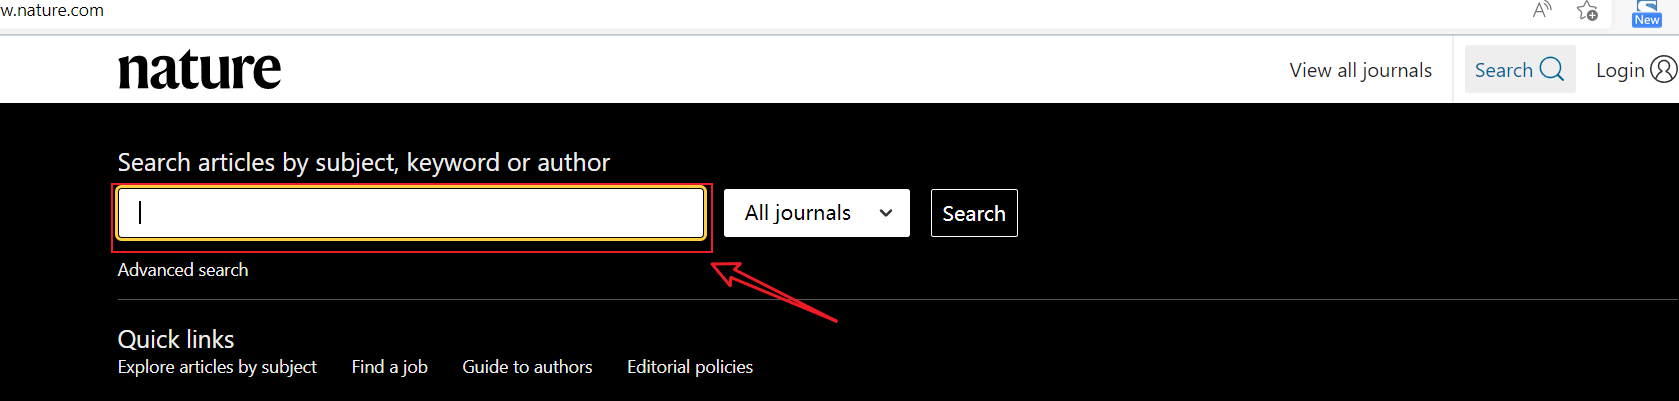 w.nature.com
New
nature
View all journals
Search
Login
Search articles by subject, keyword or author
All journals
Search
Advanced search
Quick links
Explore articles by subject
Find a job
Guide to authors
Editorial policies